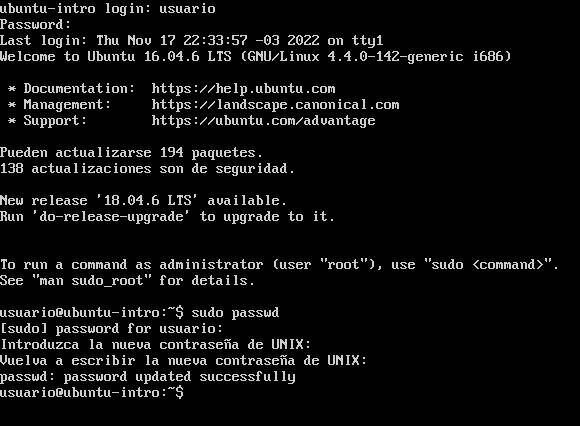 ubuntu-intro login: usuario
Password:
Last login: Thu Nov 17 22:33:57 -03 2022 on tty1
Welcome to Ubuntu 16.04.6 LTS (GNU/Linux 4.4.0-142-generic i686)
* Documentation:  https://help.ubuntu.com
* Management:     https://landscape.canonical.com
* Support:        https://ubuntu.com/advantage
Pueden actualizarse 194 paquetes.
138 actualizaciones son de seguridad.
New release '18.04.6 LTS' available.
Run 'do-release-upgrade' to upgrade to it.
To run a command as administrator (user "root"), use "sudo <command>".
See "man sudo_root" for details.
usuario@ubuntu-intro:~$ sudo passwd
[sudo] password for usuario:
Introduzca la nueva contraseña de UNIX:
Vuelva a escribir la nueva contraseña de UNIX:
passwd: password updated successfully
usuario@ubuntu-intro:~$